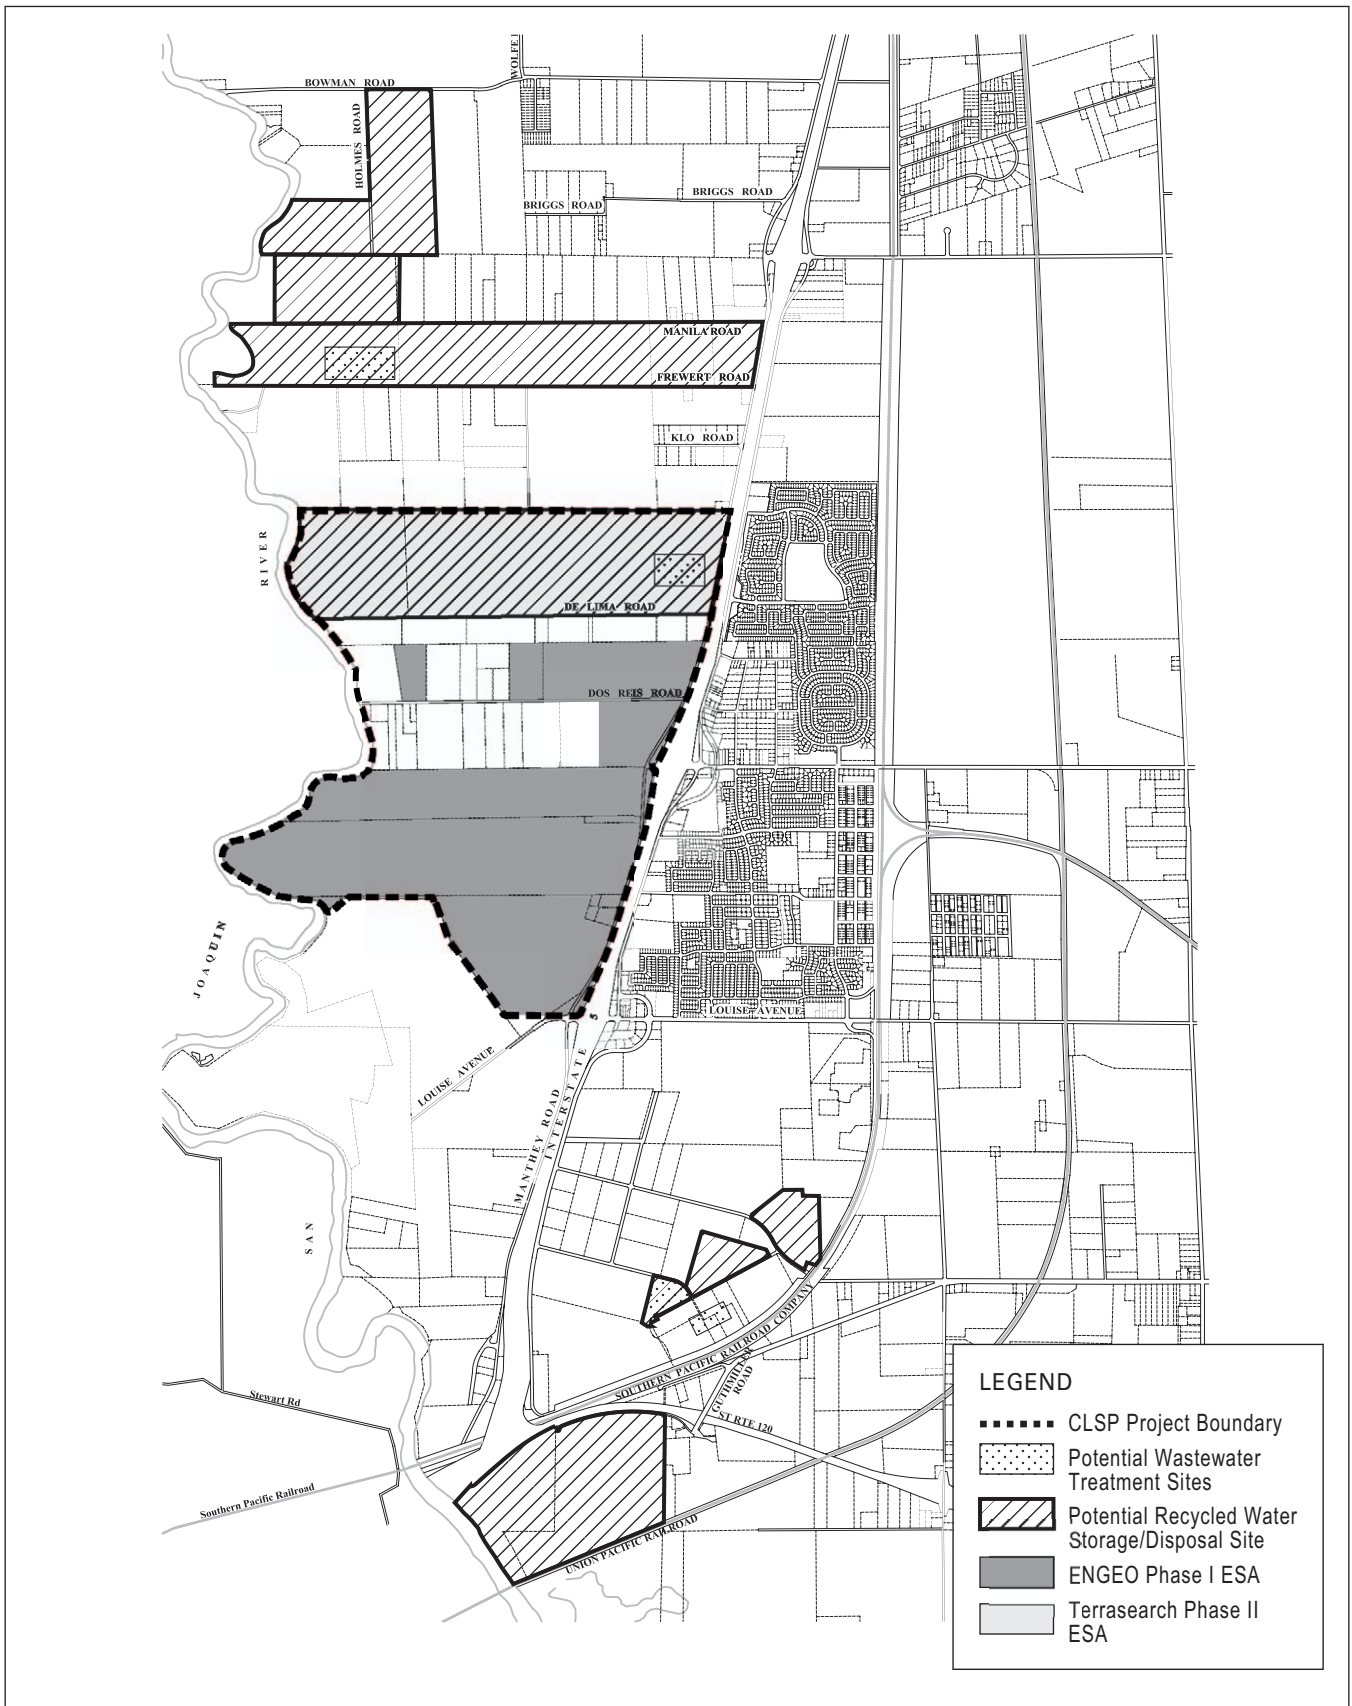 WOLFE
BOWMAN ROAD
HOLMES ROAD
BRIGGS ROAD
BRIGGS ROAD
MANILA ROAD
FREWERT ROAD
KLO ROAD
RIVER
DE LIMA ROAD
DOS REIS ROAD
JOAQUIN
LOUISE AVENUE
5
LOUISE AVENUE
MANTHEY ROAD
INTERSTATE
SAN
SOUTHERN PACIFIC RAILROAD COMPANY
GUTHMILLER
ROAD
ST RTE 120
Stewart Rd
Southern Pacific Railroad
UNION PACIFIC RAILROAD
LEGEND
CLSP Project Boundary
Potential Wastewater
Treatment Sites
Potential Recycled Water
Storage/Disposal Site
ENGEO Phase I ESA
Terrasearch Phase II
ESA